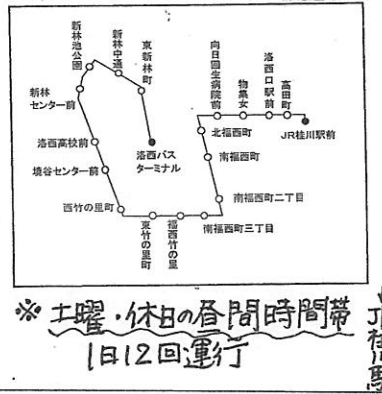 新林池公園
新林中通
東新林町
向日回生病院前
物集女
洛西口駅前
高田町
新林
センター前
北福西町
JR桂川駅前
洛西高校前
洛西バス
ターミナル
南福西町
境谷センター前
南福西町二丁目
西竹の里町
東竹の里町
福西竹の里
南福西町三丁目
※土曜・休日の昼間時間帯
1日12回運行